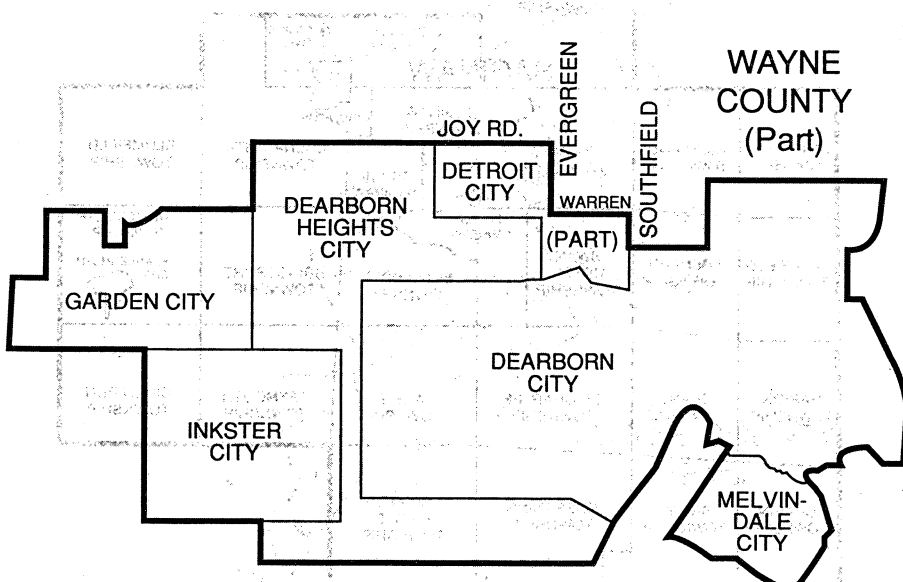 WAYNE
COUNTY
(Part)
EVERGREEN
SOUTHFIELD
JOY RD.
DETROIT
CITY
WARREN
(PART)
DEARBORN
HEIGHTS
CITY
GARDEN CITY
DEARBORN
CITY
INKSTER
CITY
MELVIN-
DALE
CITY